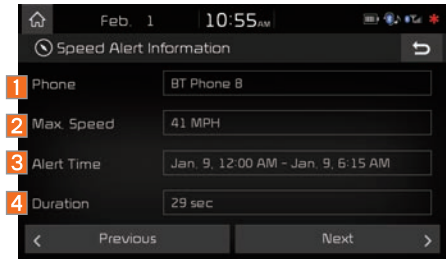 Feb. 1 10:55AM
Speed Alert Information
1 Phone BT Phone B
2 Max. Speed 41 MPH
3 Alert Time Jan. 9, 12:00 AM - Jan. 9, 6:15 AM
4 Duration 29 sec
< Previous Next >